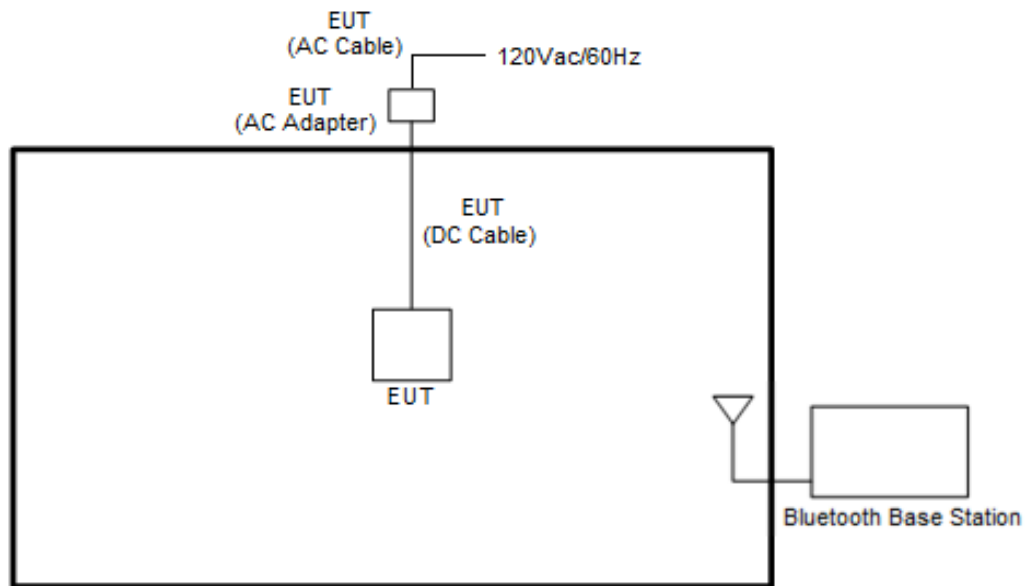 EUT
(AC Cable)
120Vac/60Hz
EUT
(AC Adapter)
EUT
(DC Cable)
EUT
Bluetooth Base Station